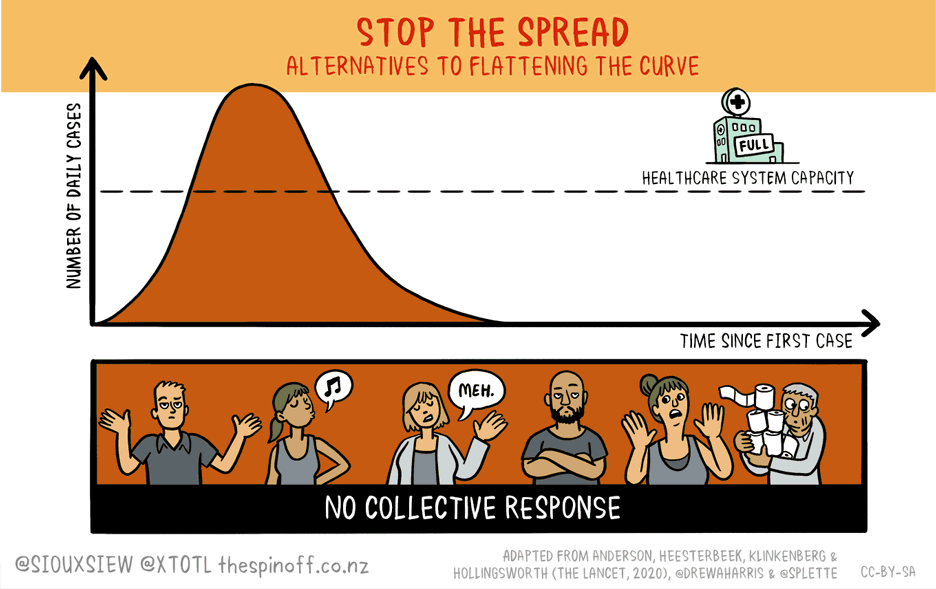 STOP THE SPREAD
ALTERNATIVES TO FLATTENING THE CURVE
NUMBER OF DAILY CASES
FULL
HEALTHCARE SYSTEM CAPACITY
TIME SINCE FIRST CASE
MEH.
NO COLLECTIVE RESPONSE
@SIOUXSIEW @XTOTL thespinoff.co.nz
ADAPTED FROM ANDERSON, HEESTERBEEK, KLINKENBERG &
HOLLINGSWORTH (THE LANCET, 2020), @DREWAHARRIS & @SPLETTE
CC-BY-SA